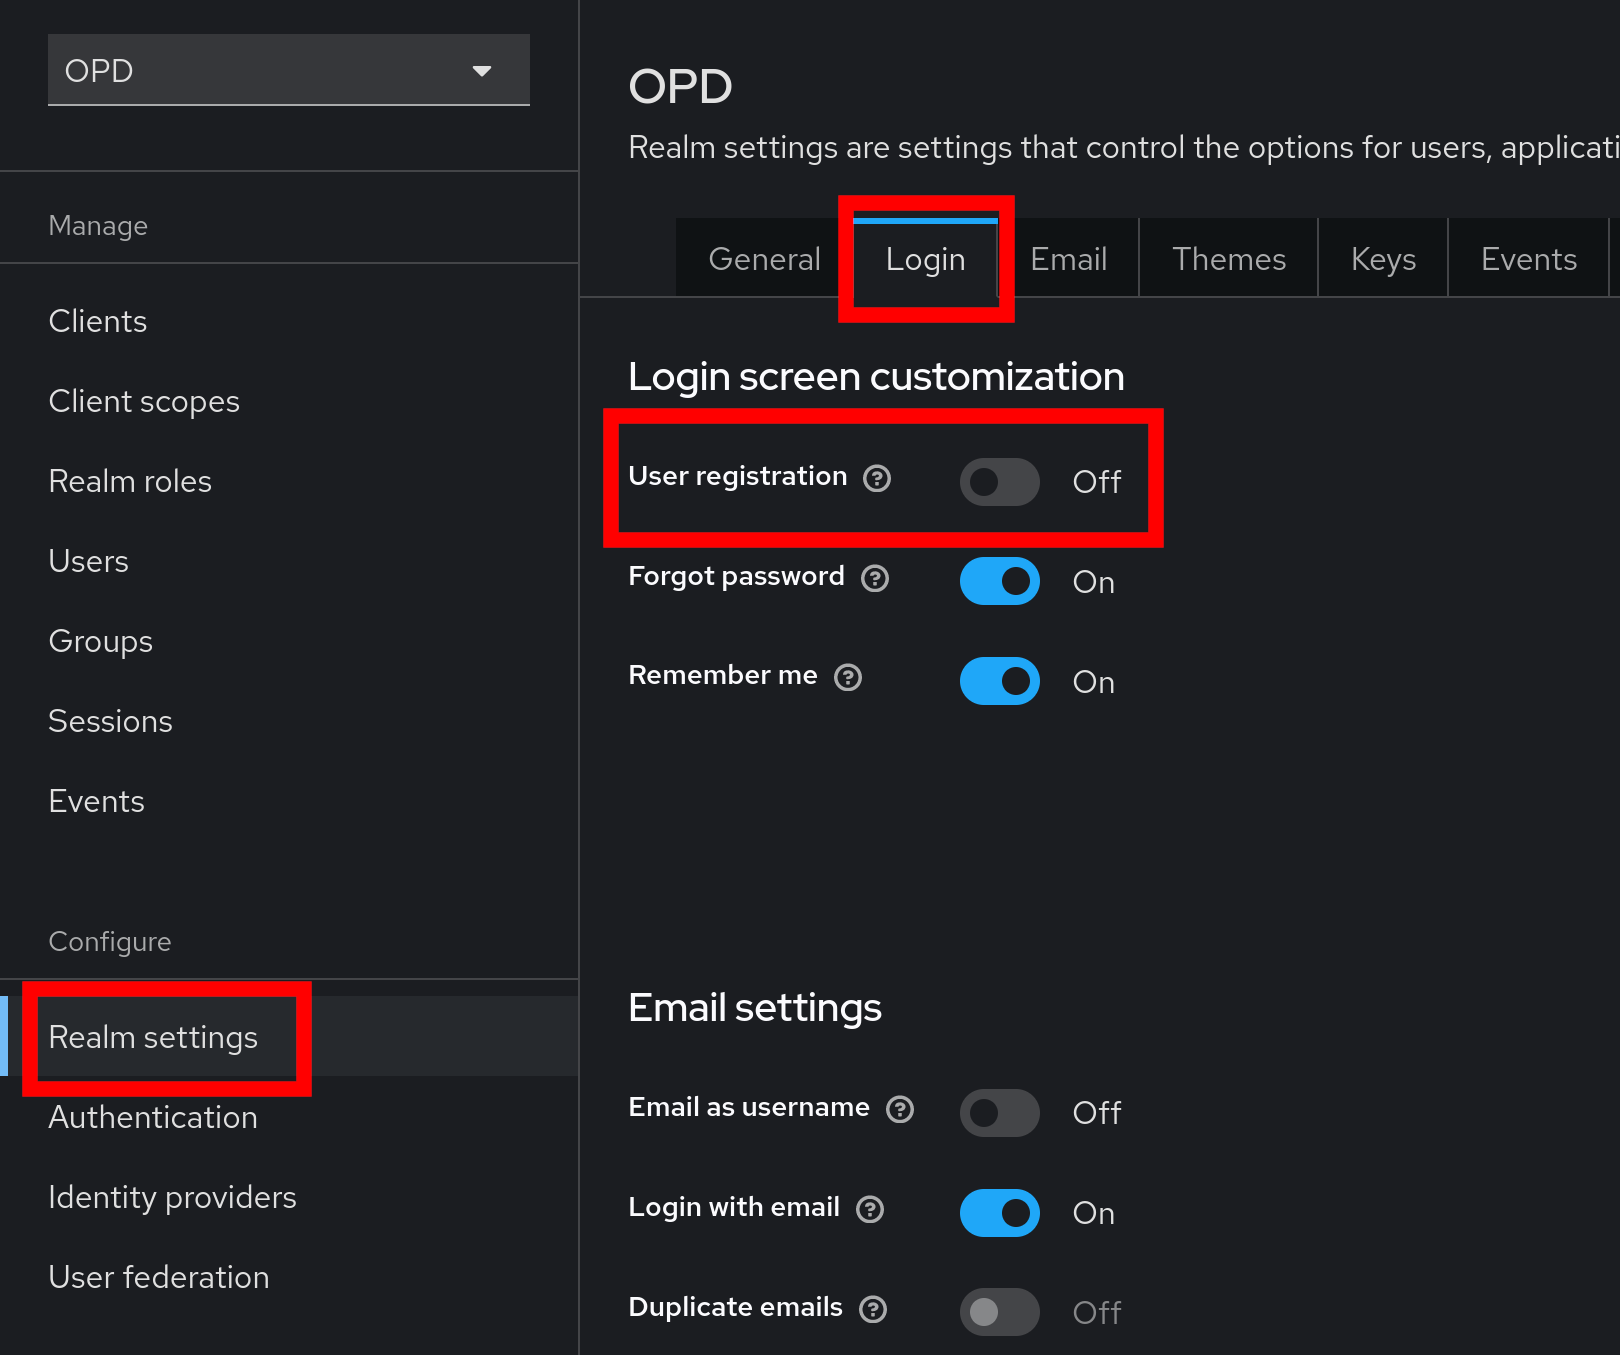 OPD
Manage
Clients
Client scopes
Realm roles
Users
Groups
Sessions
Events
Configure
Realm settings
Authentication
Identity providers
User federation
OPD
Realm settings are settings that control the options for users, applicati
General Login Email Themes Keys Events
Login screen customization
User registration Off
Forgot password On
Remember me On
Email settings
Email as username Off
Login with email On
Duplicate emails Off